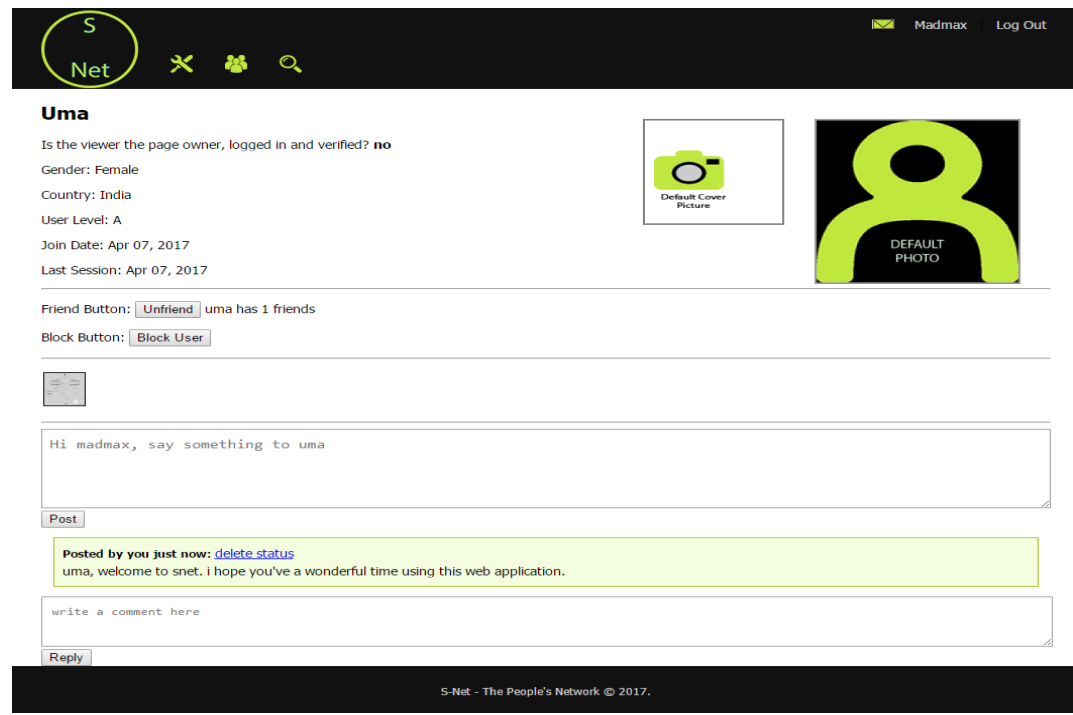 S
Net
Madmax
Log Out
Uma
Is the viewer the page owner, logged in and verified? no
Gender: Female
Country: India
User Level: A
Join Date: Apr 07, 2017
Last Session: Apr 07, 2017
Default Cover
Picture
DEFAULT
PHOTO
Friend Button: Unfriend uma has 1 friends
Block Button: Block User
Hi madmax, say something to uma
Post
Posted by you just now: delete status
uma, welcome to snet. i hope you've a wonderful time using this web application.
write a comment here
Reply
S-Net - The People's Network © 2017.